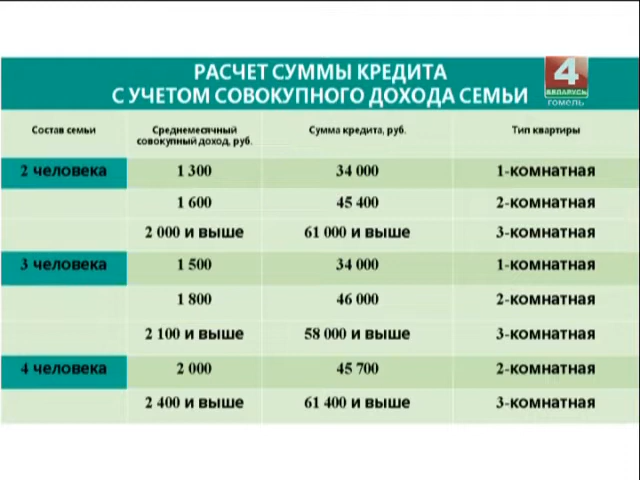 РАСЧЕТ СУММЫ КРЕДИТА
С УЧЕТОМ СОВОКУПНОГО ДОХОДА СЕМЬИ
4
БЕЛАРУСЬ
ГОМЕЛЬ
Состав семьи Среднемесячный совокупный доход, руб. Сумма кредита, руб. Тип квартиры
2 человека 1 300 34 000 1-комнатная
1 600 45 400 2-комнатная
2 000 и выше 61 000 и выше 3-комнатная
3 человека 1 500 34 000 1-комнатная
1 800 46 000 2-комнатная
2 100 и выше 58 000 и выше 3-комнатная
4 человека 2 000 45 700 2-комнатная
2 400 и выше 61 400 и выше 3-комнатная